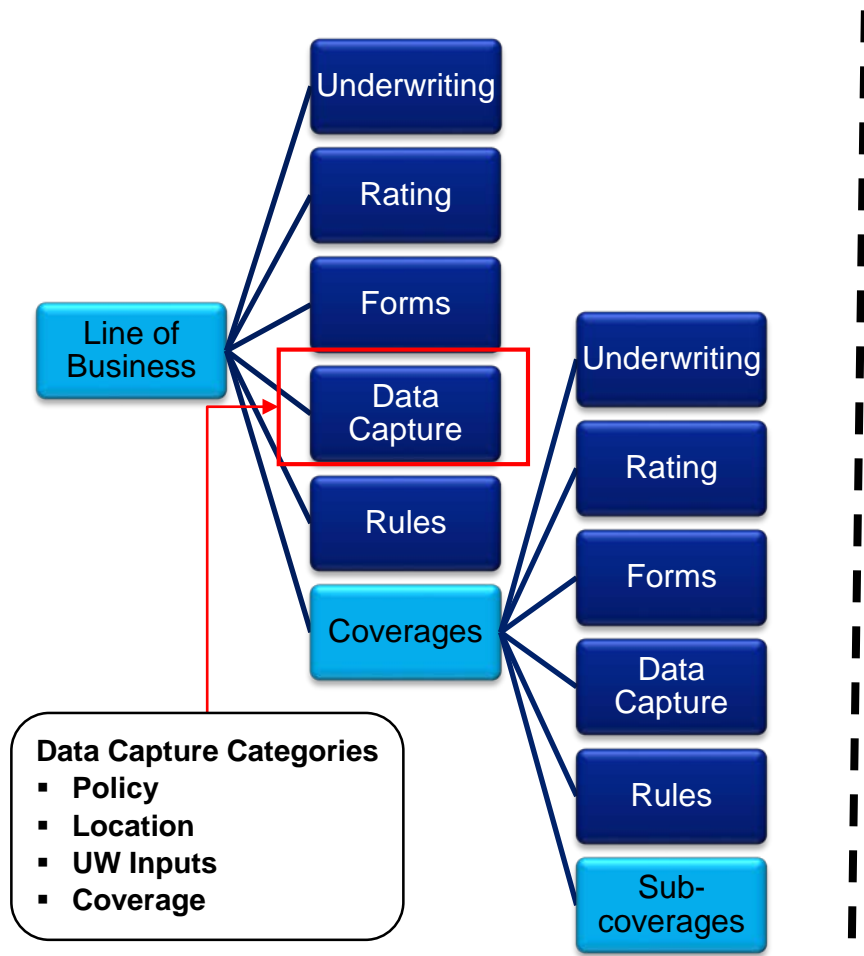 Underwriting
Rating
Forms
Line of
Business
Data
Capture
Rules
Coverages
Underwriting
Rating
Forms
Data
Capture
Rules
Sub-
coverages
Data Capture Categories
▪ Policy
▪ Location
▪ UW Inputs
▪ Coverage